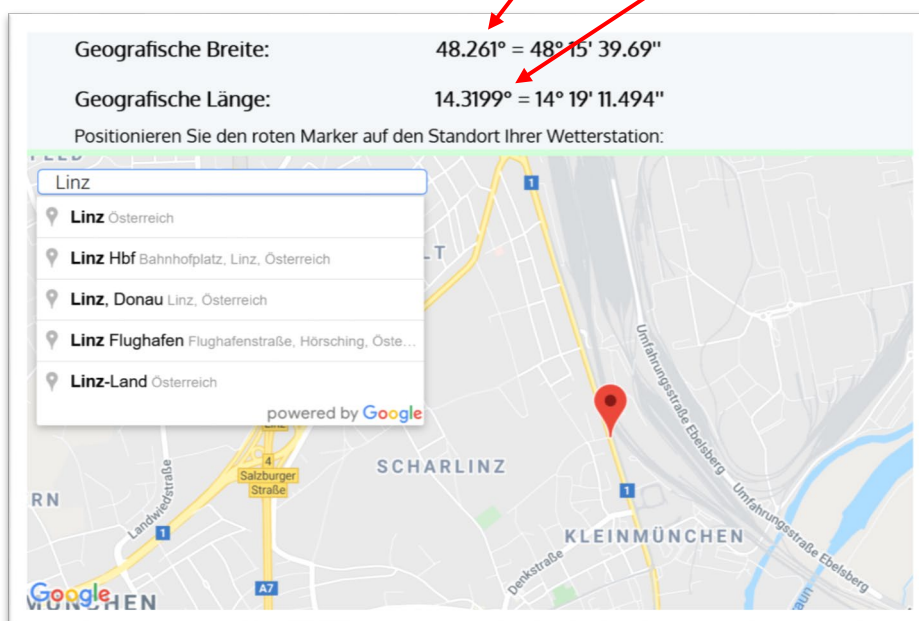 Geografische Breite: 48.261° = 48° 15' 39.69''
Geografische Länge: 14.3199° = 14° 19' 11.494''
Positionieren Sie den roten Marker auf den Standort Ihrer Wetterstation:
Linz
Linz Österreich
Linz Hbf Bahnhofplatz, Linz, Österreich
Linz, Donau Linz, Österreich
Linz Flughafen Flughafenstraße, Hörsching, Öste...
Linz-Land Österreich
powered by Google
1
LT
Umfahrungsstraße Ebelsberg
4
Salzburger
Straße
SCHARLINZ
RN
Landwiedstraße
1
1
Umfahrungsstraße Ebelsberg
KLEINMÜNCHEN
Denkstraße
A7
Google
MÜNCHEN